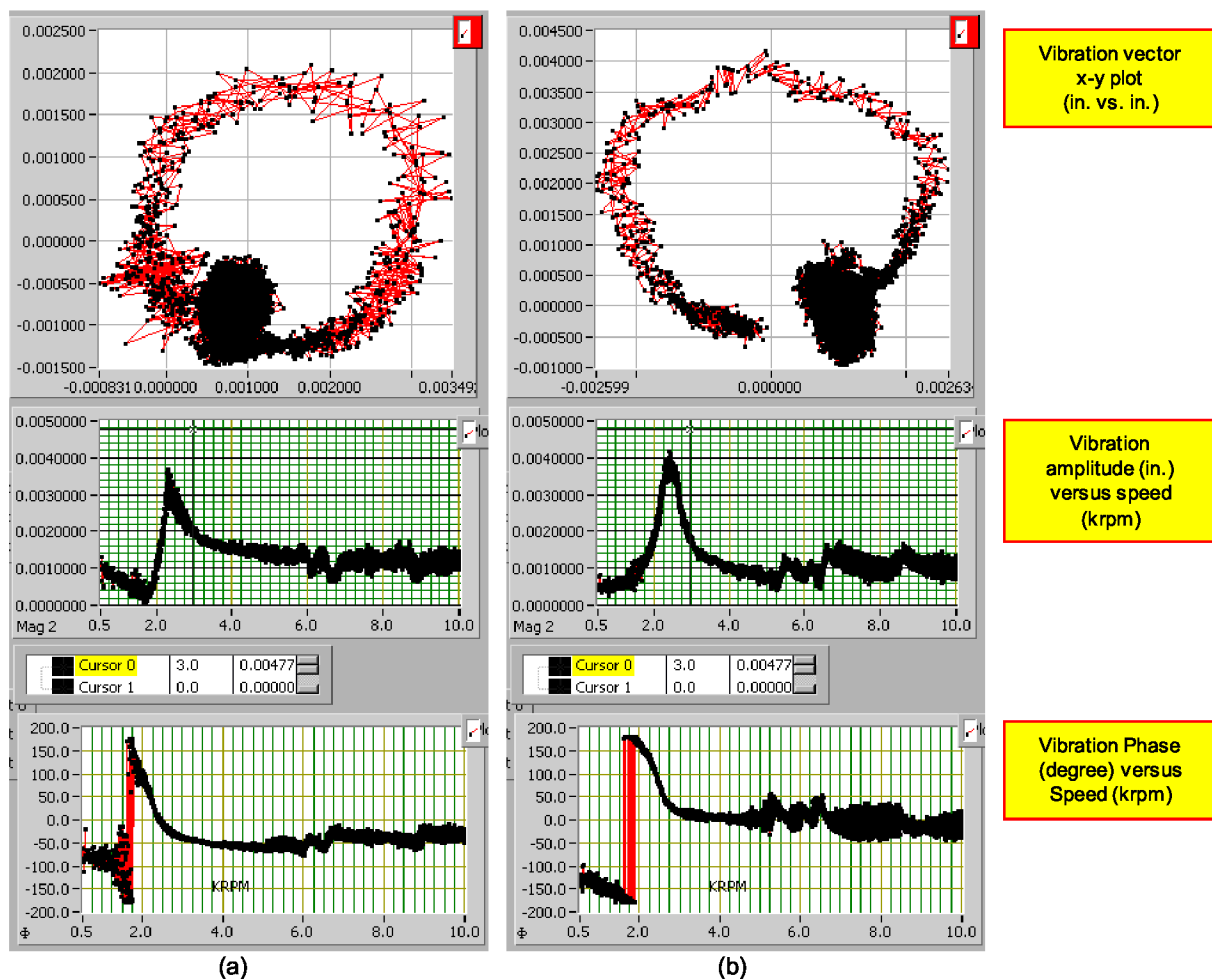 0.002500
0.002000
0.001500
0.001000
0.000500
0.000000
-0.000500
-0.001000
-0.001500
-0.000831 0.000000 0.001000 0.002000 0.00349
0.004500
0.004000
0.003500
0.003000
0.002500
0.002000
0.001500
0.001000
0.000500
0.000000
-0.000500
-0.001000
-0.002599 0.000000 0.00263
Vibration vector
x-y plot
(in. vs. in.)
0.0050000
0.0040000
0.0030000
0.0020000
0.0010000
0.0000000
Mag 2 0.5 2.0 4.0 6.0 8.0 10.0
0.0050000
0.0040000
0.0030000
0.0020000
0.0010000
0.0000000
Mag 2 0.5 2.0 4.0 6.0 8.0 10.0
Vibration
amplitude (in.)
versus speed
(krpm)
Cursor 0 3.0 0.00477
Cursor 1 0.0 0.00000
Cursor 0 3.0 0.00477
Cursor 1 0.0 0.00000
200.0
150.0
100.0
50.0
0.0
-50.0
-100.0
-150.0
-200.0
KRPM
Φ 0.5 2.0 4.0 6.0 8.0 10.0
200.0
150.0
100.0
50.0
0.0
-50.0
-100.0
-150.0
-200.0
KRPM
Φ 0.5 2.0 4.0 6.0 8.0 10.0
Vibration Phase
(degree) versus
Speed (krpm)
(a)
(b)